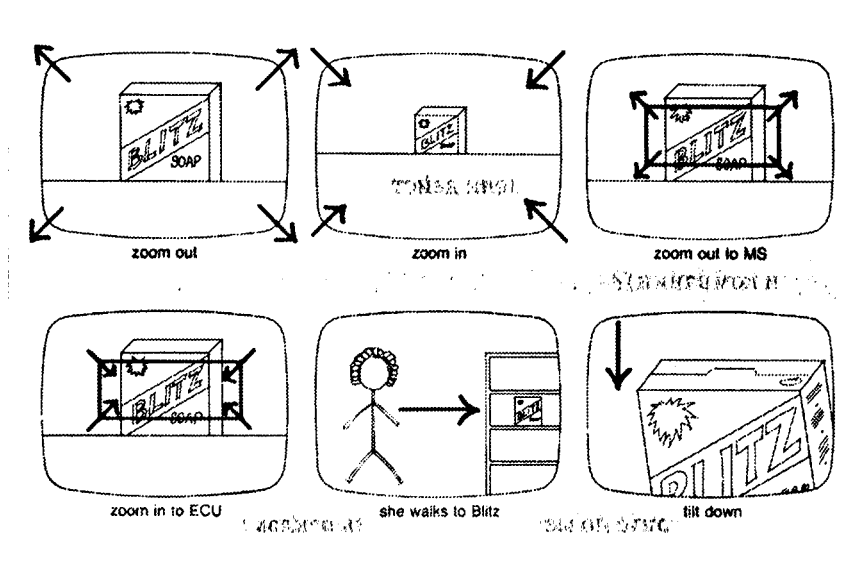 BLITZ
SOAP
BLITZ
BLITZ
SOAP
zoom out
zoom in
zoom out to MS
BLITZ
SOAP
BLITZ
BLITZ
zoom in to ECU
she walks to Blitz
tilt down